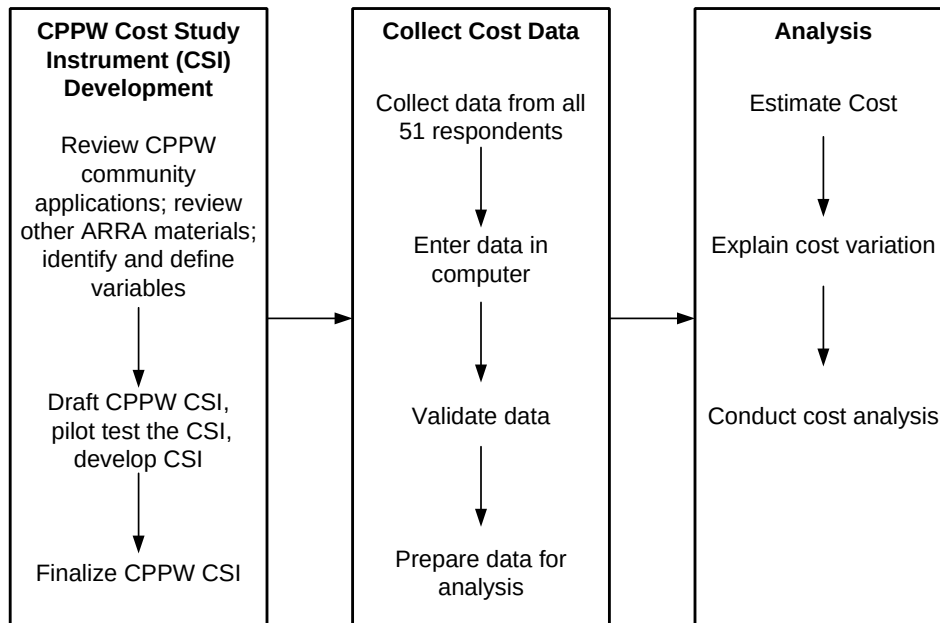 CPPW Cost Study
Instrument (CSI)
Development
Review CPPW
community
applications; review
other ARRA materials;
identify and define
variables
Draft CPPW CSI,
pilot test the CSI,
develop CSI
Finalize CPPW CSI
Collect Cost Data
Collect data from all
51 respondents
Enter data in
computer
Validate data
Prepare data for
analysis
Analysis
Estimate Cost
Explain cost variation
Conduct cost analysis